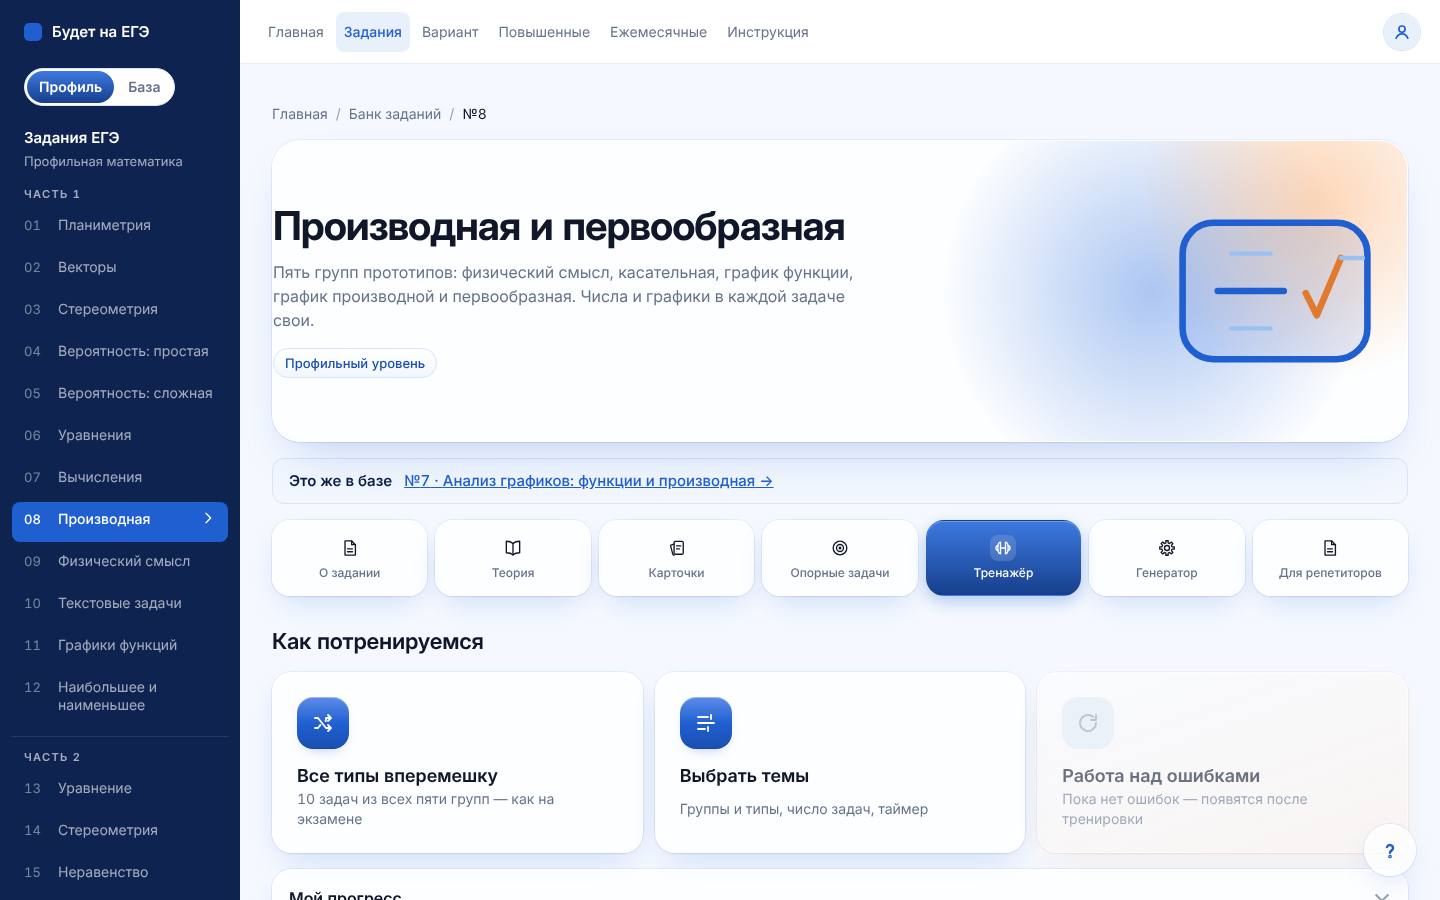 Будет на ЕГЭ
Профиль
База
Задания ЕГЭ
Профильная математика
ЧАСТЬ 1
01 Планиметрия
02 Векторы
03 Стереометрия
04 Вероятность: простая
05 Вероятность: сложная
06 Уравнения
07 Вычисления
08 Производная
09 Физический смысл
10 Текстовые задачи
11 Графики функций
12 Наибольшее и
наименьшее
ЧАСТЬ 2
13 Уравнение
14 Стереометрия
15 Неравенство
Главная Задания Вариант Повышенные Ежемесячные Инструкция
Главная / Банк заданий / №8
Производная и первообразная
Пять групп прототипов: физический смысл, касательная, график функции,
график производной и первообразная. Числа и графики в каждой задаче
свои.
Профильный уровень
Это же в базе №7 · Анализ графиков: функции и производная →
О задании
Теория
Карточки
Опорные задачи
Тренажёр
Генератор
Для репетиторов
Как потренируемся
Все типы вперемешку
10 задач из всех пяти групп — как на
экзамене
Выбрать темы
Группы и типы, число задач, таймер
Работа над ошибками
Пока нет ошибок — появятся после
тренировки
?
Мой прогресс